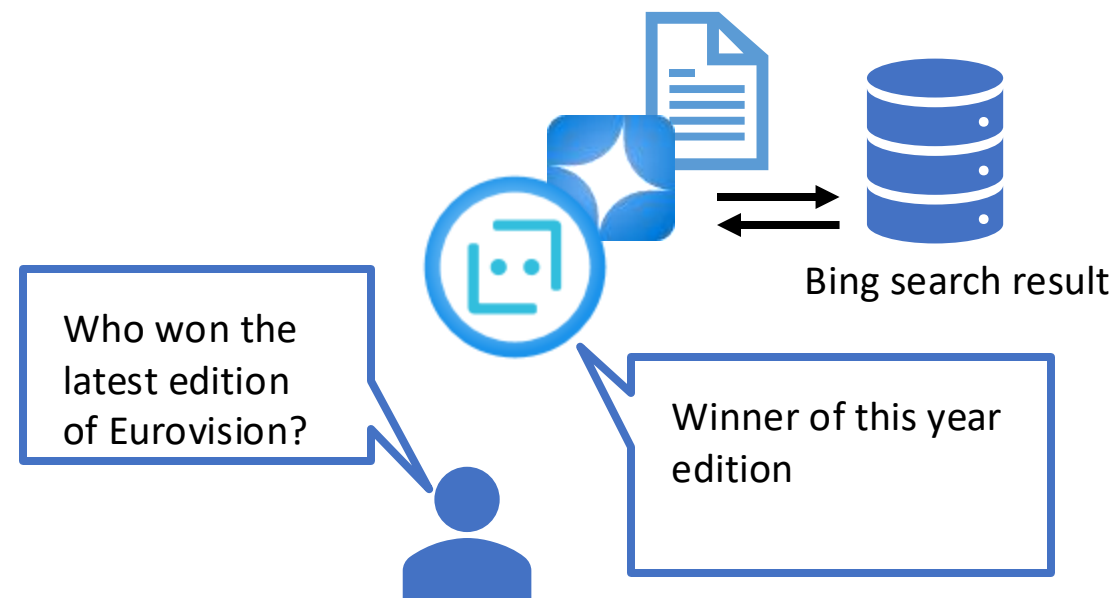 Bing search result
Who won the
latest edition
of Eurovision?
Winner of this year
edition